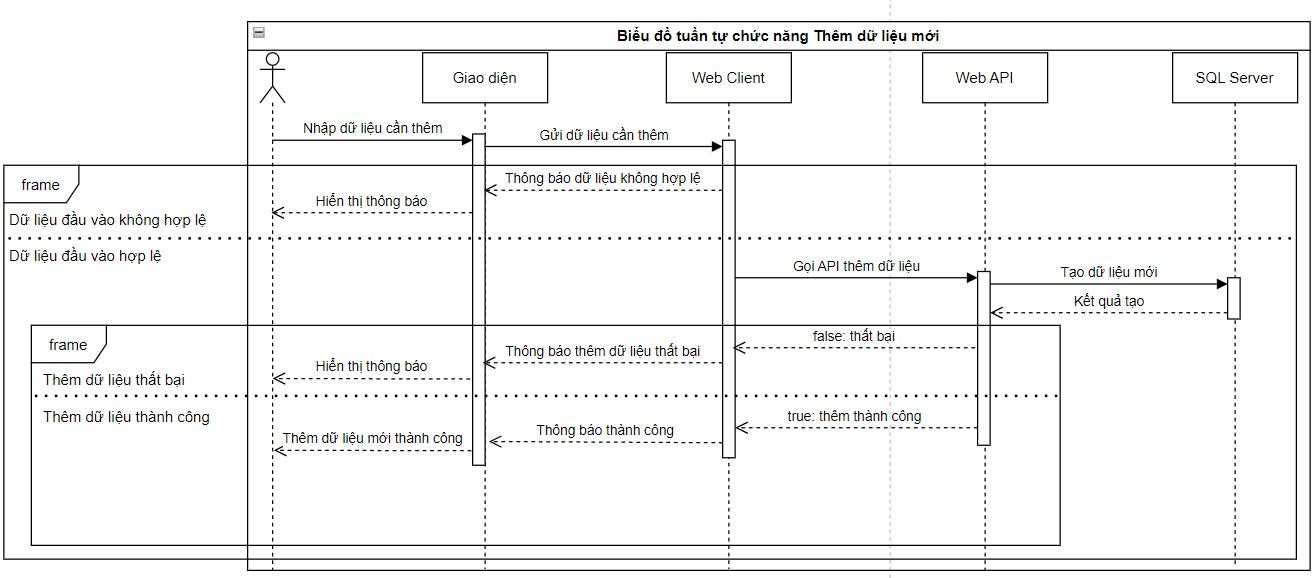 Biểu đồ tuần tự chức năng Thêm dữ liệu mới
Giao diện
Web Client
Web API
SQL Server
Nhập dữ liệu cần thêm
Gửi dữ liệu cần thêm
frame
Thông báo dữ liệu không hợp lệ
Hiển thị thông báo
Dữ liệu đầu vào không hợp lệ
Dữ liệu đầu vào hợp lệ
Gọi API thêm dữ liệu
Tạo dữ liệu mới
Kết quả tạo
frame
false: thất bại
Thông báo thêm dữ liệu thất bại
Hiển thị thông báo
Thêm dữ liệu thất bại
Thêm dữ liệu thành công
true: thêm thành công
Thông báo thành công
Thêm dữ liệu mới thành công